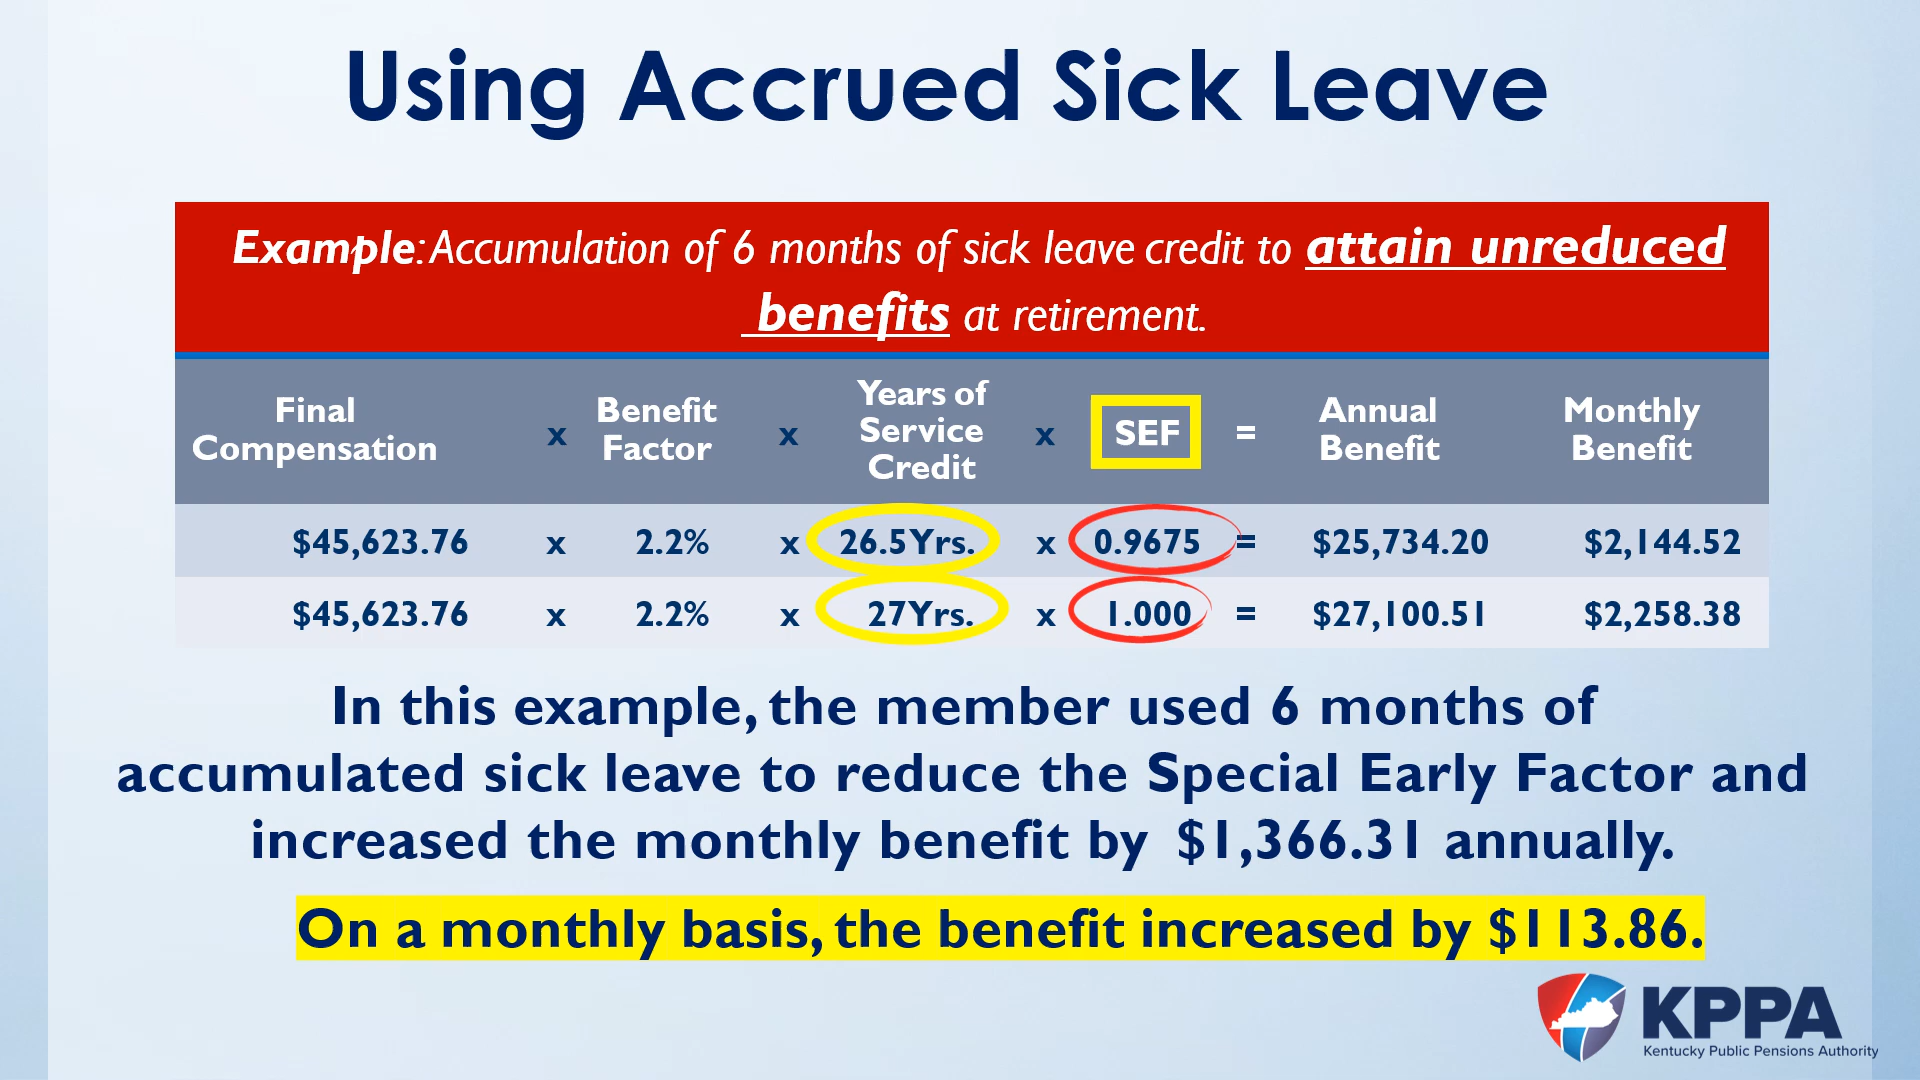 Using Accrued Sick Leave
Example: Accumulation of 6 months of sick leave credit to attain unreduced
benefits at retirement.
Final Compensation x Benefit Factor x Years of Service Credit x SEF = Annual Benefit Monthly Benefit
$45,623.76 x 2.2% x 26.5 Yrs. x 0.9675 = $25,734.20 $2,144.52
$45,623.76 x 2.2% x 27 Yrs. x 1.000 = $27,100.51 $2,258.38
In this example, the member used 6 months of
accumulated sick leave to reduce the Special Early Factor and
increased the monthly benefit by $1,366.31 annually.
On a monthly basis, the benefit increased by $113.86.
KPPA
Kentucky Public Pensions Authority